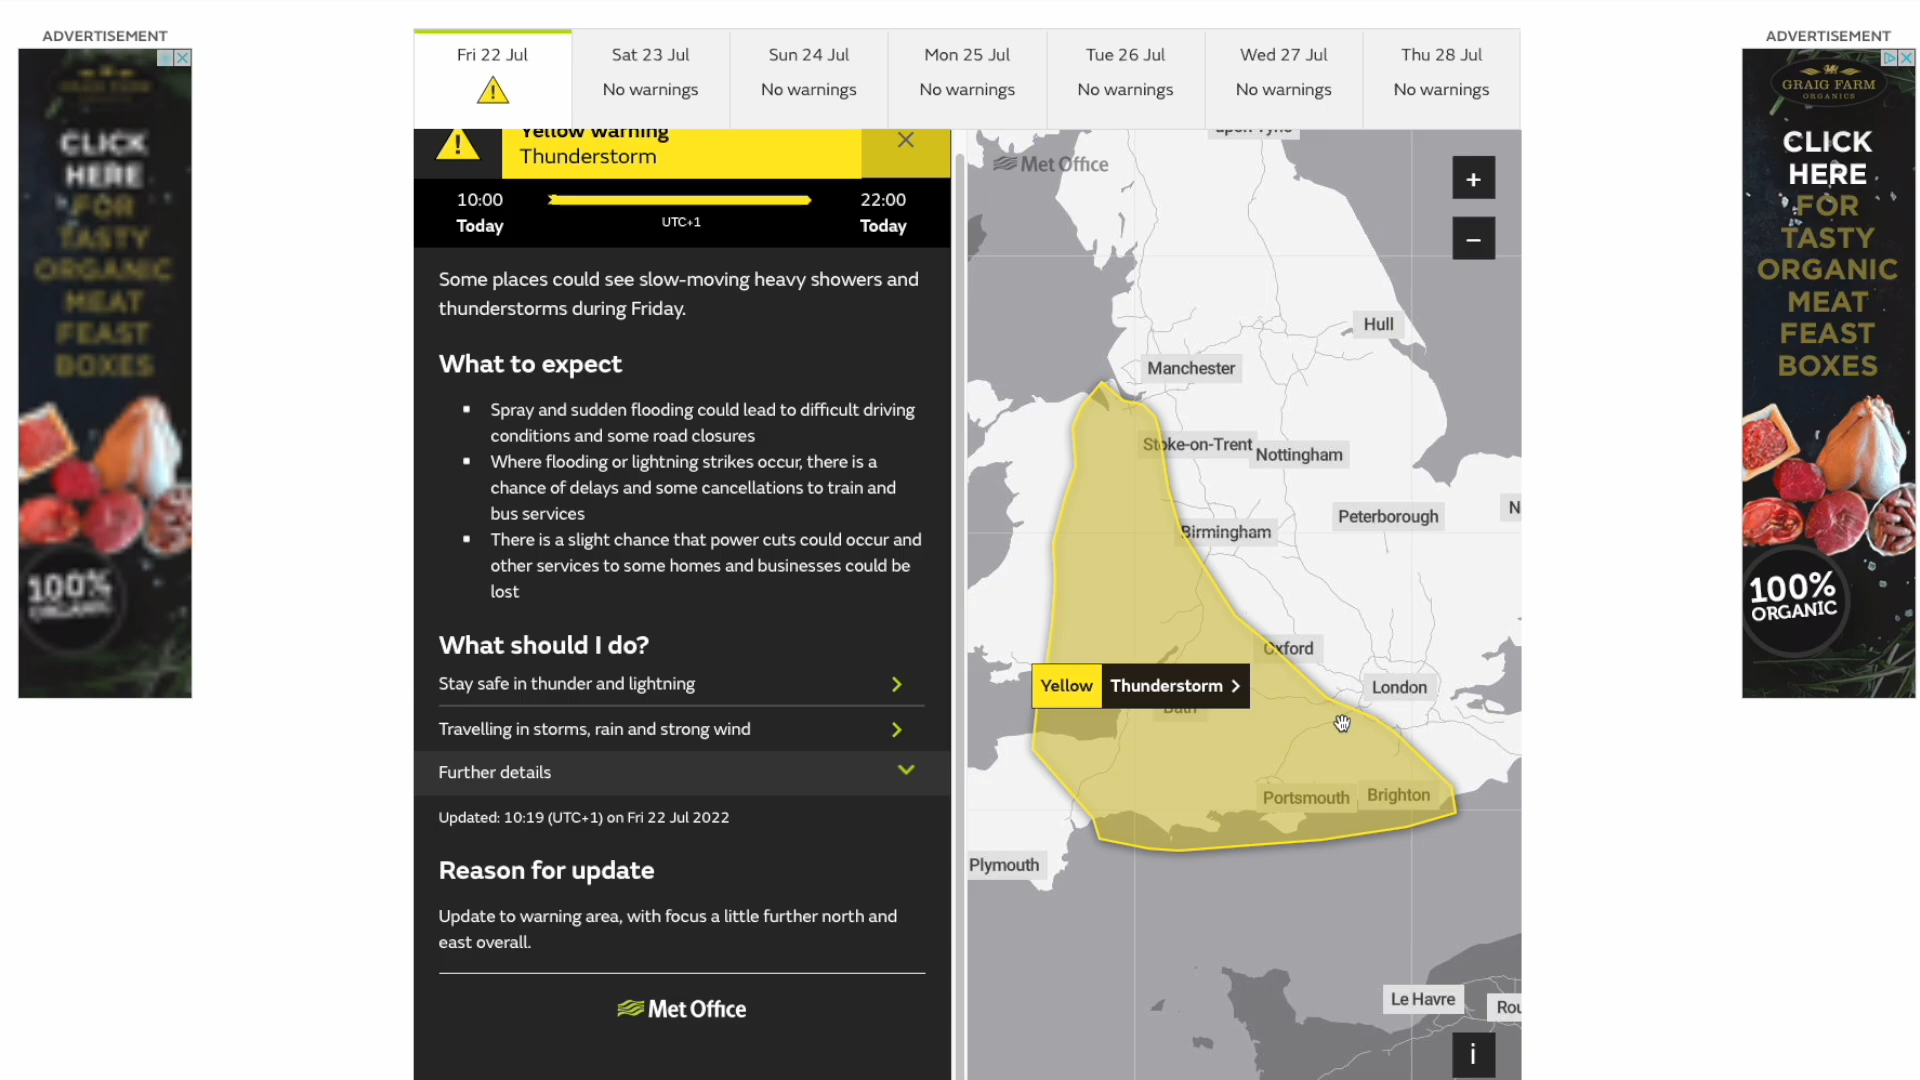 ADVERTISEMENT
ADVERTISEMENT
Fri 22 Jul
Sat 23 Jul
No warnings
Sun 24 Jul
No warnings
Mon 25 Jul
No warnings
Tue 26 Jul
No warnings
Wed 27 Jul
No warnings
Thu 28 Jul
No warnings
CLICK
HERE
FOR
TASTY
ORGANIC
MEAT
FEAST
BOXES
100%
ORGANIC
Yellow warning
Thunderstorm
10:00
Today
UTC+1
22:00
Today
Some places could see slow-moving heavy showers and
thunderstorms during Friday.
What to expect
Spray and sudden flooding could lead to difficult driving
conditions and some road closures
Where flooding or lightning strikes occur, there is a
chance of delays and some cancellations to train and
bus services
There is a slight chance that power cuts could occur and
other services to some homes and businesses could be
lost
What should I do?
Stay safe in thunder and lightning
Travelling in storms, rain and strong wind
Further details
Updated: 10:19 (UTC+1) on Fri 22 Jul 2022
Reason for update
Update to warning area, with focus a little further north and
east overall.
Met Office
upon Tyne
Met Office
+
−
Hull
Manchester
Stoke-on-Trent
Nottingham
Peterborough
N
Birmingham
Oxford
Yellow Thunderstorm
London
Bath
Portsmouth
Brighton
Plymouth
Le Havre
Rou
i
GRAIG FARM
ORGANICS
CLICK
HERE
FOR
TASTY
ORGANIC
MEAT
FEAST
BOXES
100%
ORGANIC